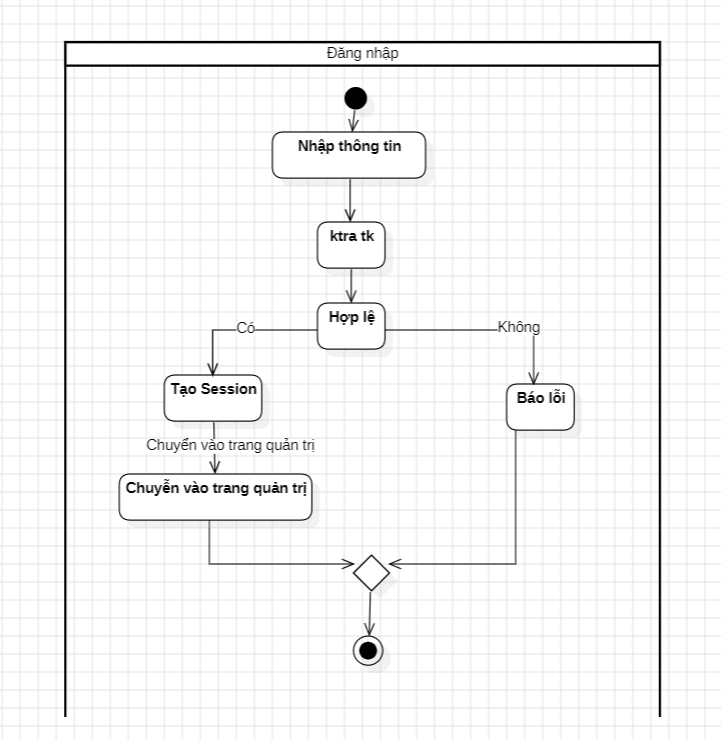 Đăng nhập
Nhập thông tin
ktra tk
Hợp lệ
Có
Không
Tạo Session
Báo lỗi
Chuyển vào trang quản trị
Chuyễn vào trang quản trị